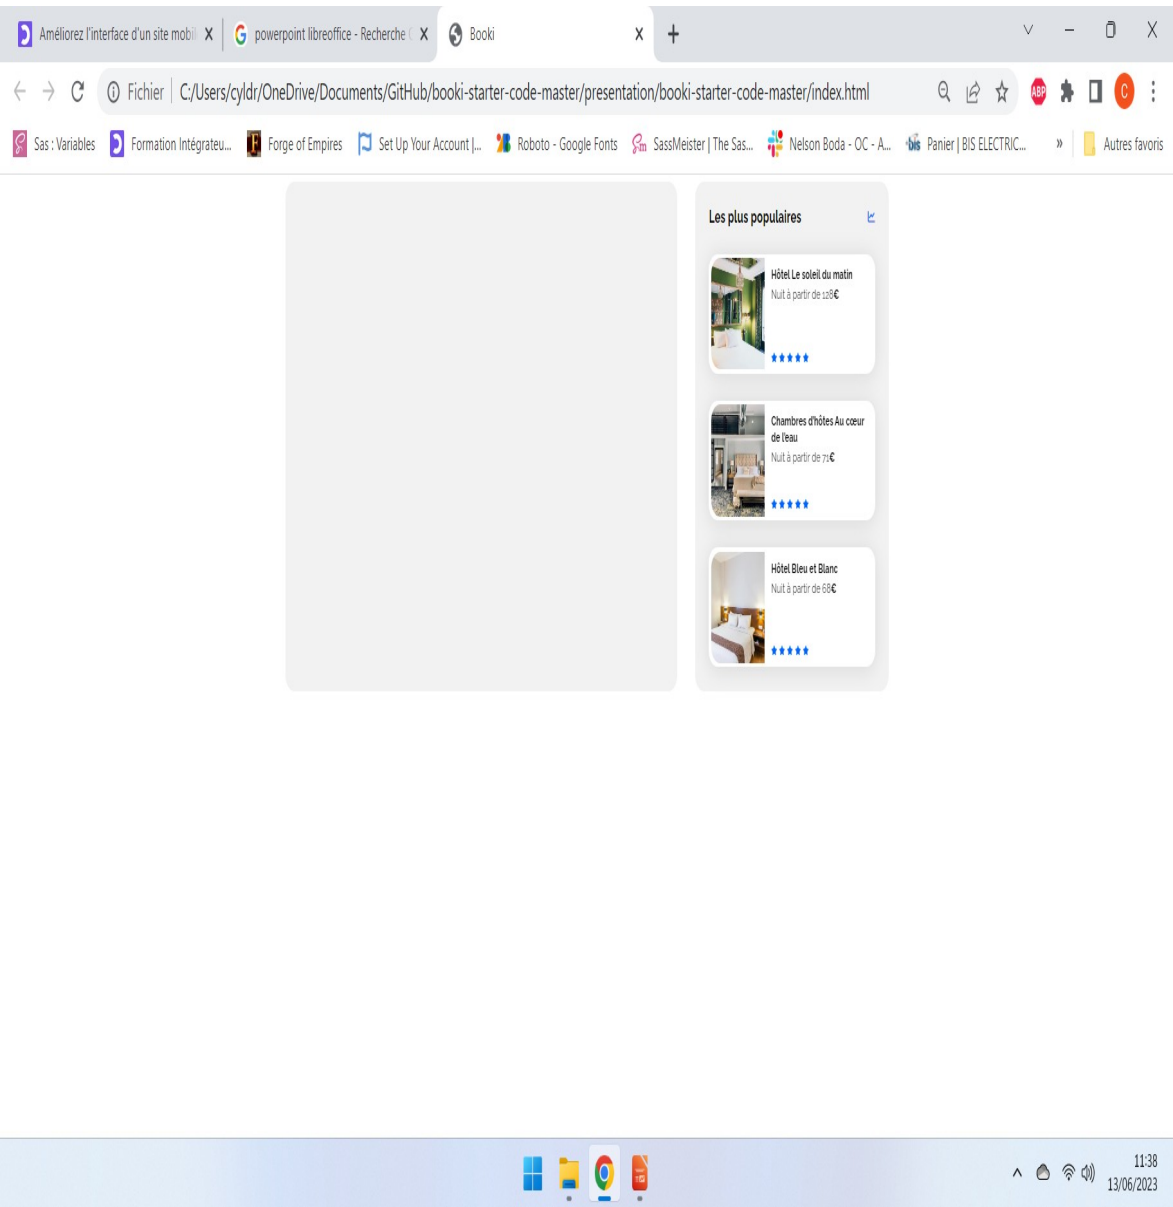 Améliorez l'interface d'un site mobil
powerpoint libreoffice - Recherche
Booki
Fichier
C:/Users/cyldr/OneDrive/Documents/GitHub/booki-starter-code-master/presentation/booki-starter-code-master/index.html
ABP
C
Sas : Variables
Formation Intégrateu...
Forge of Empires
Set Up Your Account |...
Roboto - Google Fonts
SassMeister | The Sas...
Nelson Boda - OC - A...
bis
Panier | BIS ELECTRIC...
»
Autres favoris
Les plus populaires
Hôtel Le soleil du matin
Nuit à partir de 128€
Chambres d'hôtes Au cœur
de l'eau
Nuit à partir de 71€
Hôtel Bleu et Blanc
Nuit à partir de 68€
11:38
13/06/2023